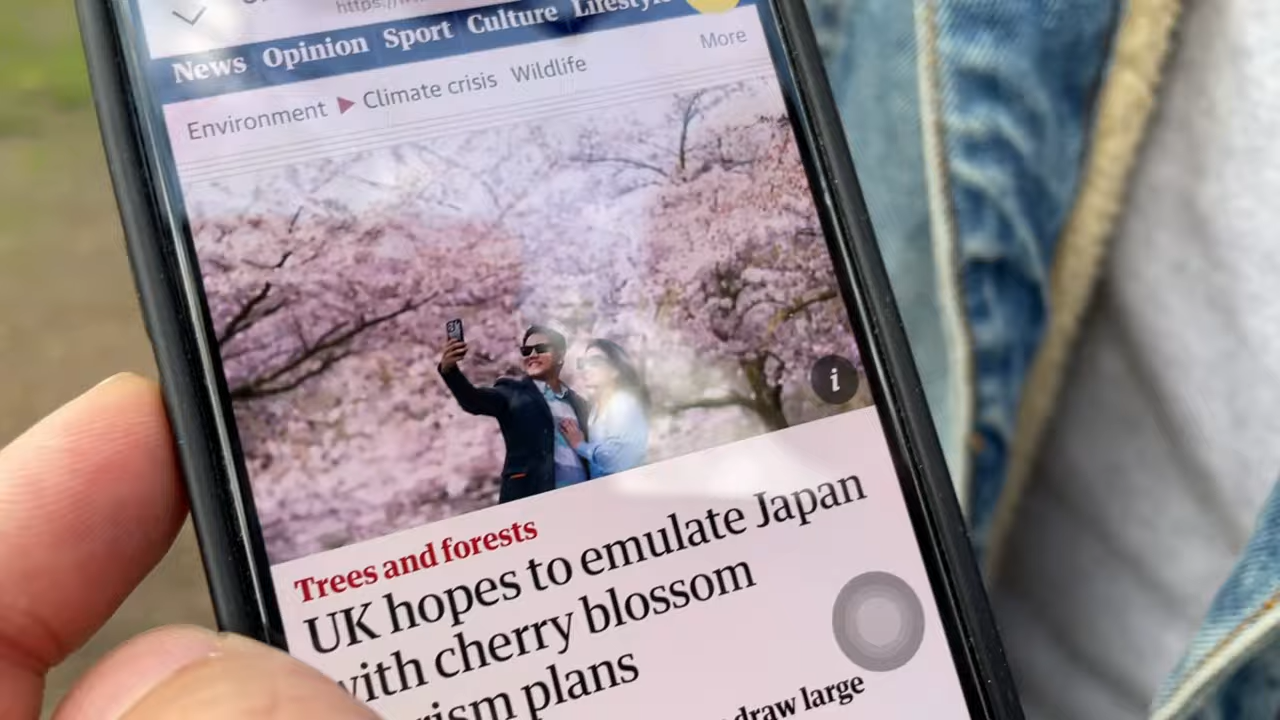 News Opinion Sport Culture Lifestyle
More
Environment ▶ Climate crisis Wildlife
i
Trees and forests
UK hopes to emulate Japan
with cherry blossom
plans
draw large